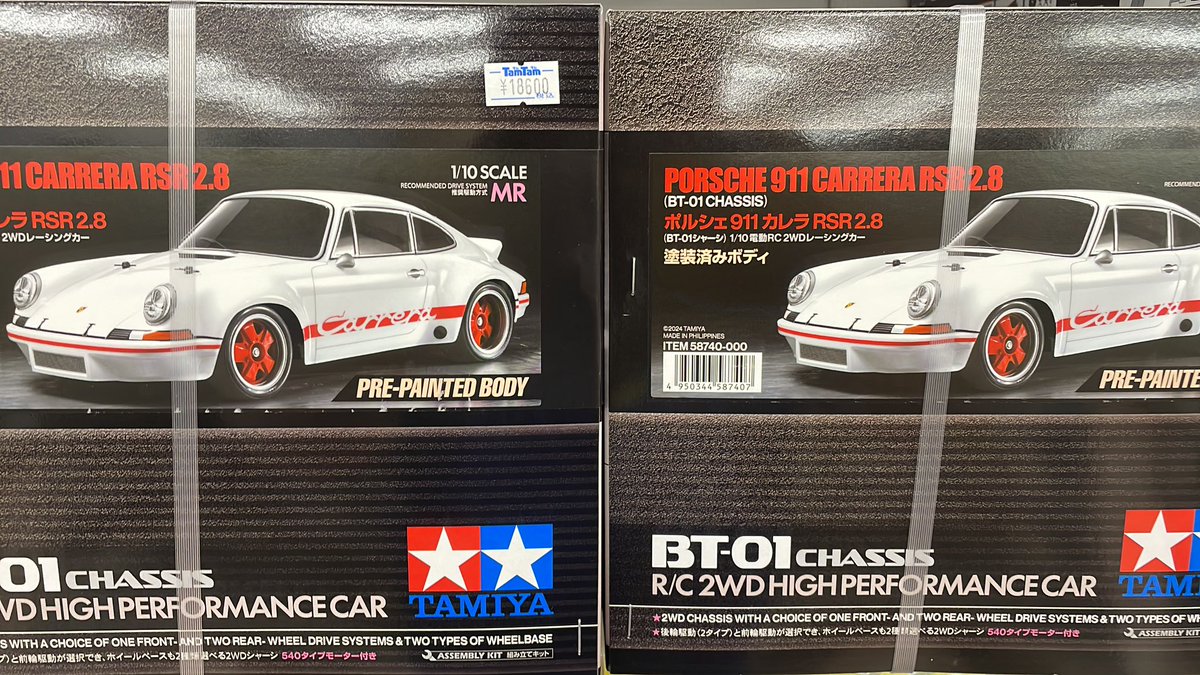 TamTam
¥18600
税込
11 CARRERA RSR 2.8
レラ RSR 2.8
2WDレーシングカー
1/10 SCALE
RECOMMENDED DRIVE SYSTEM
推奨駆動方式
MR
Carrera
PRE-PAINTED BODY
-01 CHASSIS
WD HIGH PERFORMANCE CAR
TAMIYA
SIS WITH A CHOICE OF ONE FRONT- AND TWO REAR- WHEEL DRIVE SYSTEMS & TWO TYPES OF WHEELBASE
プ)と前輪駆動が選択でき、ホイールベースも2種類選べる2WDシャーシ 540タイプモーター付き
ASSEMBLY KIT 組み立てキット
PORSCHE 911 CARRERA RSR 2.8
(BT-01 CHASSIS)
ポルシェ 911 カレラ RSR 2.8
(BT-01シャーシ) 1/10 電動RC 2WDレーシングカー
塗装済みボディ
RECOMMENDED
©2024 TAMIYA
MADE IN PHILIPPINES
ITEM 58740-000
4 950344 587407
Carrera
PRE-PAINTE
BT-01 CHASSIS
R/C 2WD HIGH PERFORMANCE CAR
TAM
★2WD CHASSIS WITH A CHOICE OF ONE FRONT- AND TWO REAR- WHEEL DRIVE SYSTEMS & TWO TYPES OF W
★後輪駆動(2タイプ)と前輪駆動が選択でき、ホイールベースも2種類選べる2WDシャーシ 540タイプモーター付き
ASSEMBLY KIT